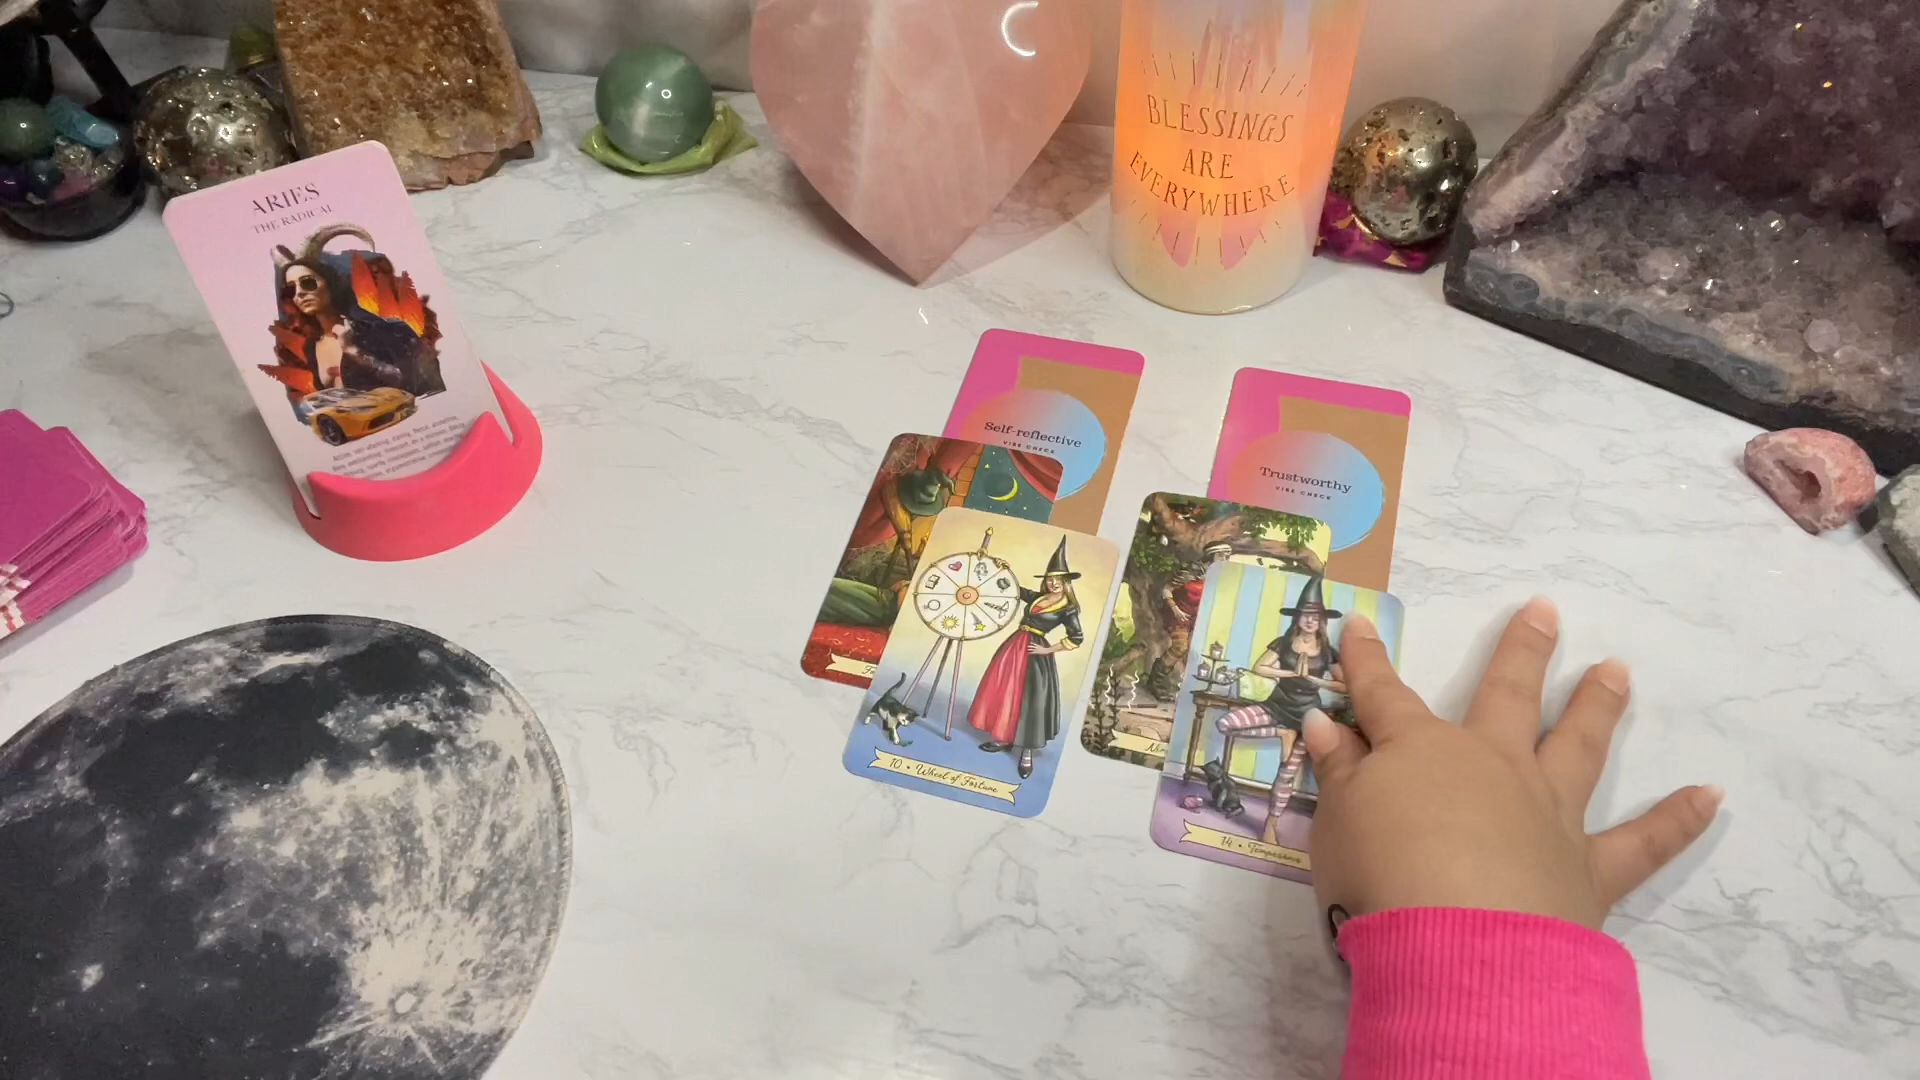 BLESSINGS
ARE
EVERYWHERE
ARIES
THE RADICAL
Self-reflective
VIBE CHECK
Trustworthy
VIBE CHECK
10 • Wheel of Fortune
14 • Temperance